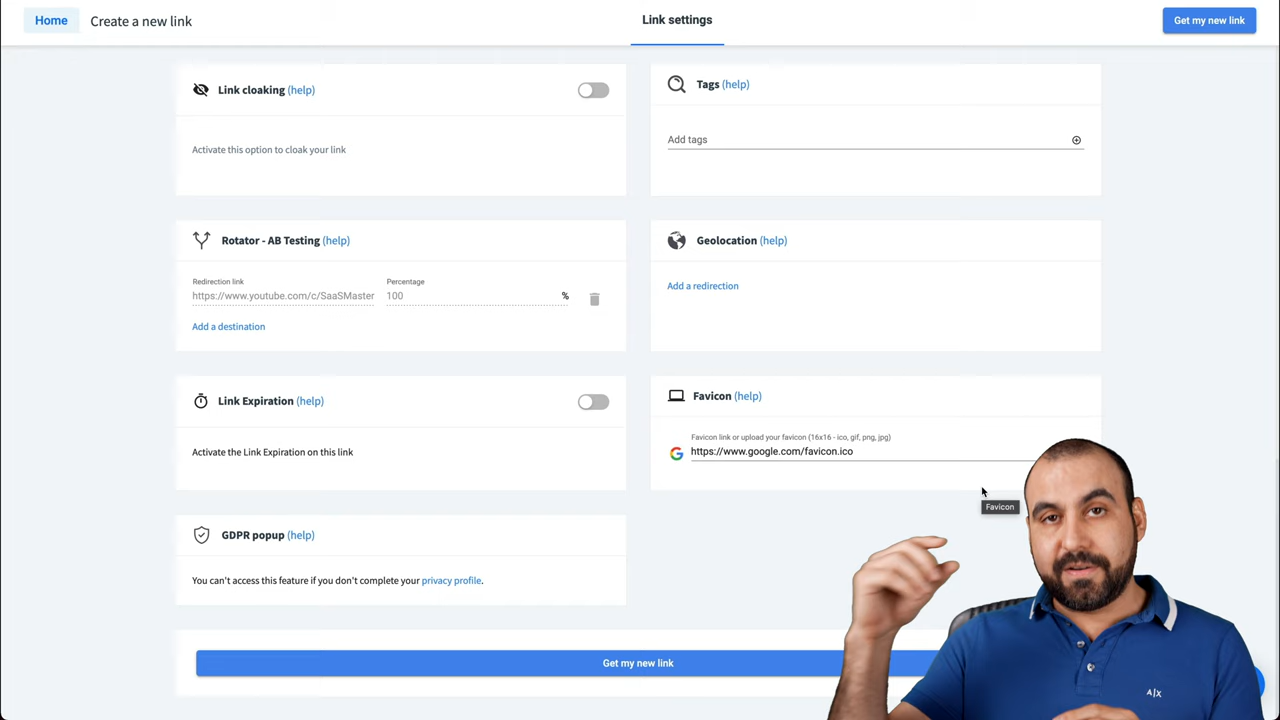 Home
Create a new link
Link settings
Get my new link
Link cloaking (help)
Activate this option to cloak your link
Tags (help)
Add tags
Rotator - AB Testing (help)
Redirection link
Percentage
https://www.youtube.com/c/SaaSMaster
100
%
Add a destination
Geolocation (help)
Add a redirection
Link Expiration (help)
Activate the Link Expiration on this link
Favicon (help)
Favicon link or upload your favicon (16x16 - ico, gif, png, jpg)
https://www.google.com/favicon.ico
Favicon
GDPR popup (help)
You can't access this feature if you don't complete your privacy profile.
Get my new link
A|X